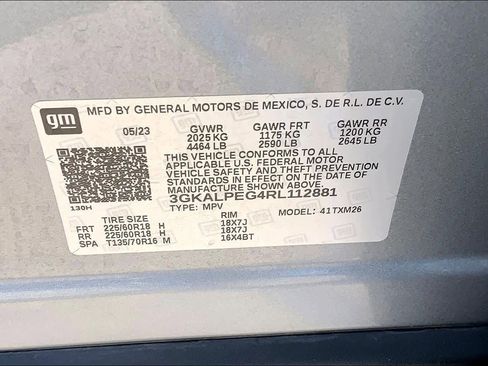 gm
MFD BY GENERAL MOTORS DE MEXICO, S. DE R.L. DE C.V.
05/23 GVWR GAWR FRT GAWR RR
2025 KG 1175 KG 1200 KG
4464 LB 2590 LB 2645 LB
THIS VEHICLE CONFORMS TO ALL
APPLICABLE U.S. FEDERAL MOTOR
VEHICLE SAFETY, BUMPER, AND THEFT
PREVENTION STANDARDS IN EFFECT ON
THE DATE OF MANUFACTURE SHOWN ABOVE.
3GKALPEG4RL112881
130H TYPE: MPV MODEL: 41TXM26
TIRE SIZE RIM
FRT 225/60R18 H 18X7J
RR 225/60R18 H 18X7J
SPA T135/70R16 M 16X4BT